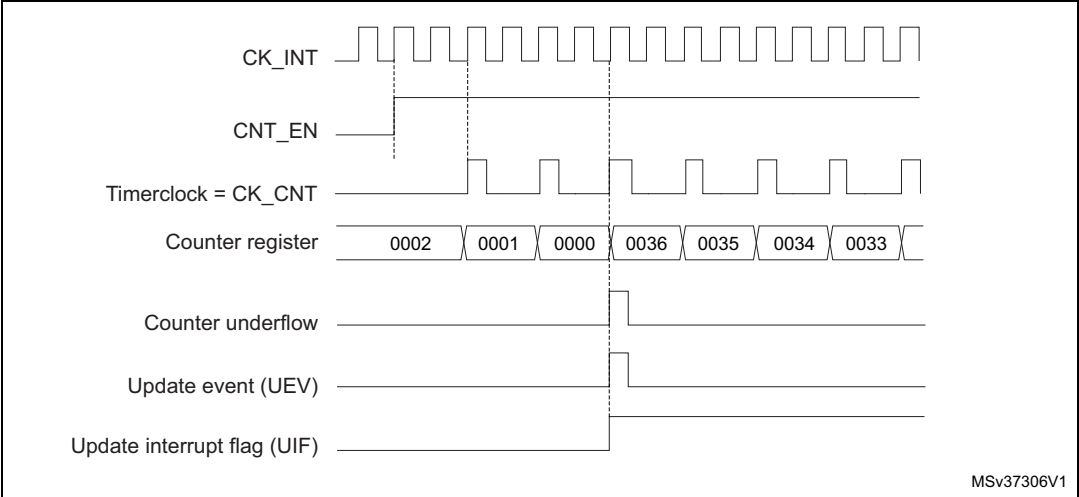 CK_INT
CNT_EN
Timerclock = CK_CNT
Counter register 0002 0001 0000 0036 0035 0034 0033
Counter underflow
Update event (UEV)
Update interrupt flag (UIF)
MSv37306V1